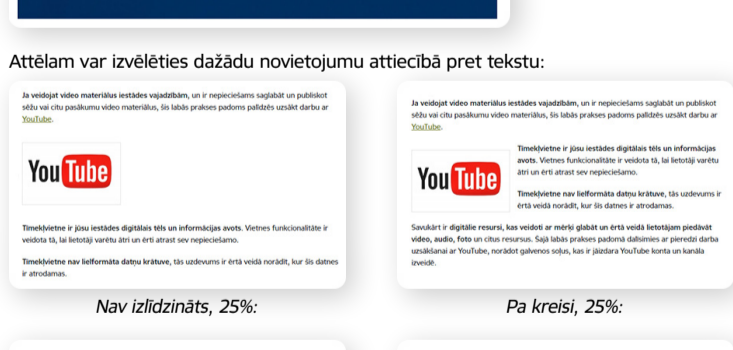 Attēlam var izvēlēties dažādu novietojumu attiecībā pret tekstu:
Ja veidojat video materiālus iestādes vajadzībām, un ir nepieciešams saglabāt un publiskot
sēžu vai citu pasākumu video materiālus, šis labās prakses padoms palīdzēs uzsākt darbu ar
YouTube.
YouTube
Tīmekļvietne ir jūsu iestādes digitālais tēls un informācijas avots. Vietnes funkcionalitāte ir
veidota tā, lai lietotāji varētu ātri un ērti atrast sev nepieciešamo.
Tīmekļvietne nav lielformāta datņu krātuve, tās uzdevums ir ērtā veidā norādīt, kur šīs datnes
ir atrodamas.
Nav izlīdzināts, 25%:
Ja veidojat video materiālus iestādes vajadzībām, un ir nepieciešams saglabāt un publiskot
sēžu vai citu pasākumu video materiālus, šis labās prakses padoms palīdzēs uzsākt darbu ar
YouTube.
YouTube
Tīmekļvietne ir jūsu iestādes digitālais tēls un informācijas
avots. Vietnes funkcionalitāte ir veidota tā, lai lietotāji varētu
ātri un ērti atrast sev nepieciešamo.
Tīmekļvietne nav lielformāta datņu krātuve, tās uzdevums ir
ērtā veidā norādīt, kur šīs datnes ir atrodamas.
Savukārt ir digitālie resursi, kas veidoti ar mērķi glabāt un ērtā veidā lietotājam piedāvāt
video, audio, foto un citus resursus. Šajā labās prakses padomā dalīsimies ar pieredzi darba
uzsākšanai ar YouTube, norādot galvenos soļus, kas ir jāizdara YouTube konta un kanāla
izveidē.
Pa kreisi, 25%: